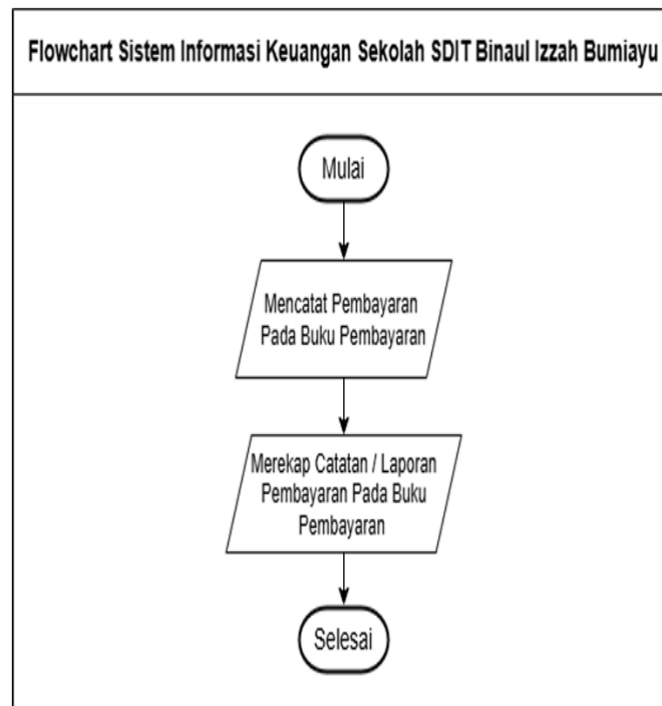 Flowchart Sistem Informasi Keuangan Sekolah SDIT Binaul Izzah Bumiayu
Mulai
Mencatat Pembayaran
Pada Buku Pembayaran
Merekap Catatan / Laporan
Pembayaran Pada Buku
Pembayaran
Selesai